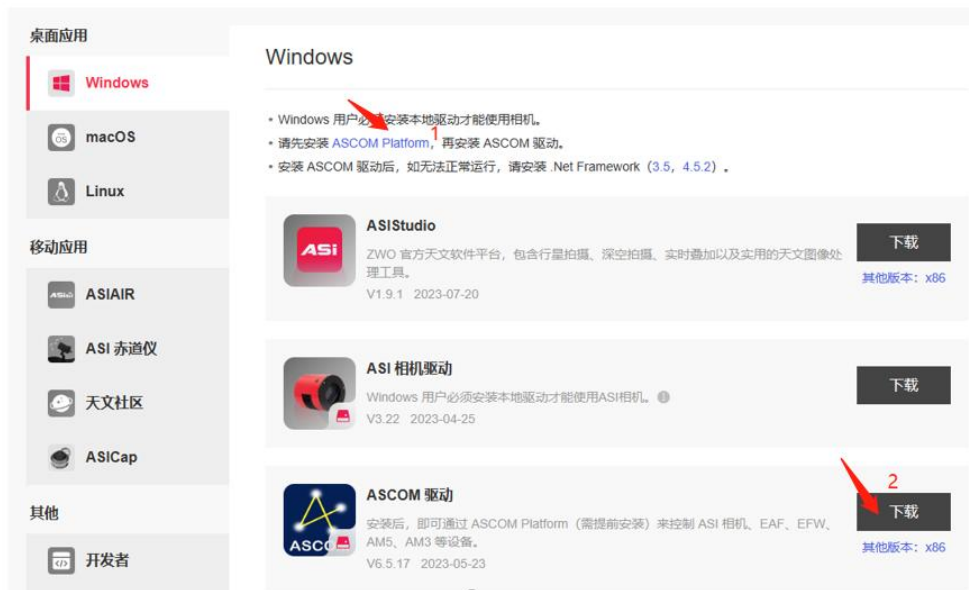 桌面应用
Windows
macOS
Linux
移动应用
ASIAIR
ASI 赤道仪
天文社区
ASICap
其他
开发者
Windows
• Windows 用户必须安装本地驱动才能使用相机。
• 请先安装 ASCOM Platform，再安装 ASCOM 驱动。
1
• 安装 ASCOM 驱动后，如无法正常运行，请安装 .Net Framework（3.5，4.5.2）.
ASI
ASIStudio
ZWO 官方天文软件平台，包含行星拍摄、深空拍摄、实时叠加以及实用的天文图像处
理工具。
V1.9.1 2023-07-20
下载
其他版本：x86
ASI 相机驱动
Windows 用户必须安装本地驱动才能使用ASI相机。
V3.22 2023-04-25
下载
ASCOM 驱动
安装后，即可通过 ASCOM Platform（需提前安装）来控制 ASI 相机、EAF、EFW、
AM5、AM3 等设备。
V6.5.17 2023-05-23
2
下载
其他版本：x86